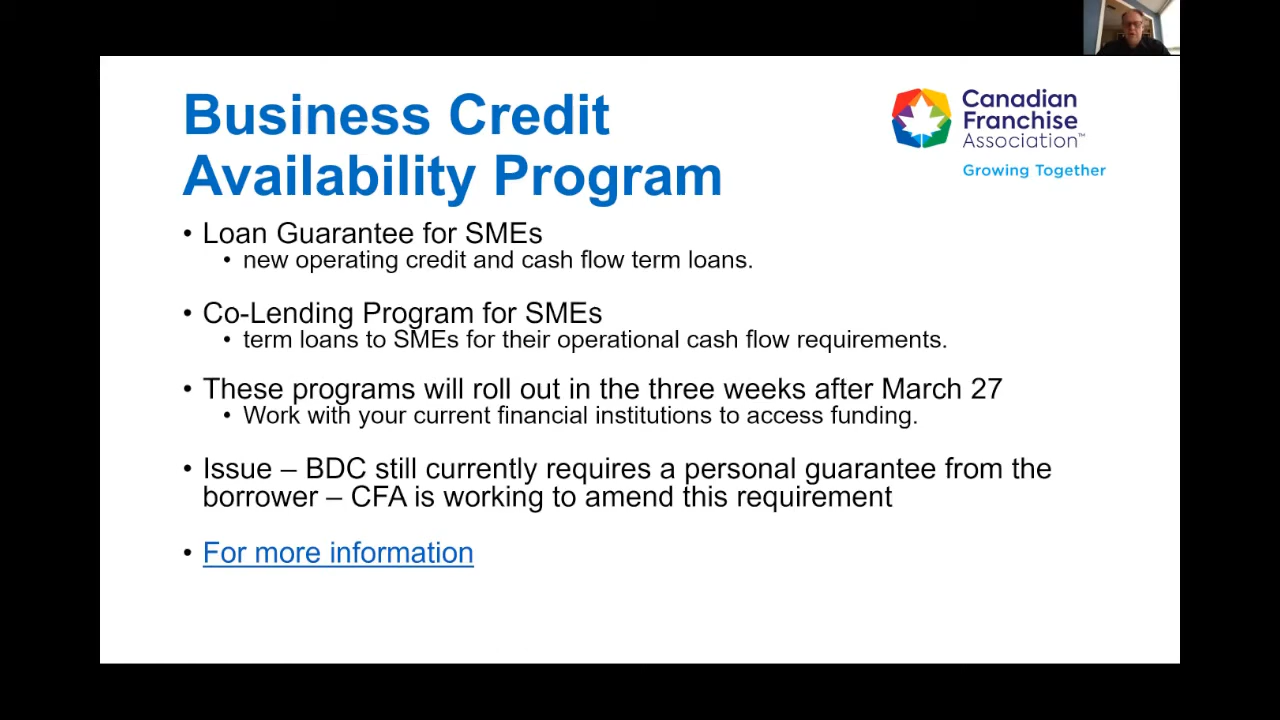 Business Credit
Availability Program
Canadian
Franchise
Association™
Growing Together
• Loan Guarantee for SMEs
• new operating credit and cash flow term loans.
• Co-Lending Program for SMEs
• term loans to SMEs for their operational cash flow requirements.
• These programs will roll out in the three weeks after March 27
• Work with your current financial institutions to access funding.
• Issue – BDC still currently requires a personal guarantee from the
borrower – CFA is working to amend this requirement
• For more information